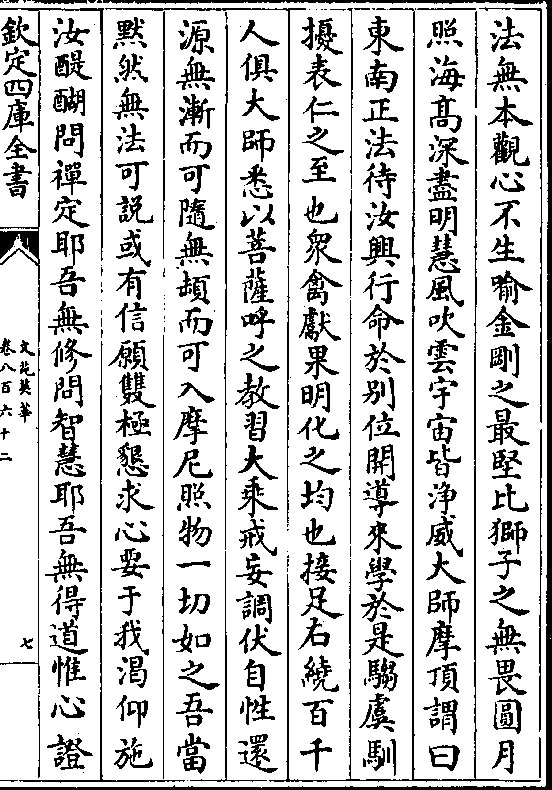 法無本觀心不生喻金剛之最堅比獅子之無畏圓月
照海髙深盡明慧風吹雲宇宙皆浄威大師摩頂謂曰
東南正法待汝興行命於別位開導來學於是騶虞馴
擾表仁之至也衆禽獻果明化之均也接足右繞百千
人俱大師悉以菩薩呼之教習大乘戒妄調伏自性還
源無漸而可隨無頓而可入摩尼照物一切如之吾當
黙然無法可説或有信願雙極懇求心要于我渴仰施
汝醍醐問禪定耶吾無修問智慧耶吾無得道惟心證
欽定四庫全書
文苑英華
卷八百六十二
七